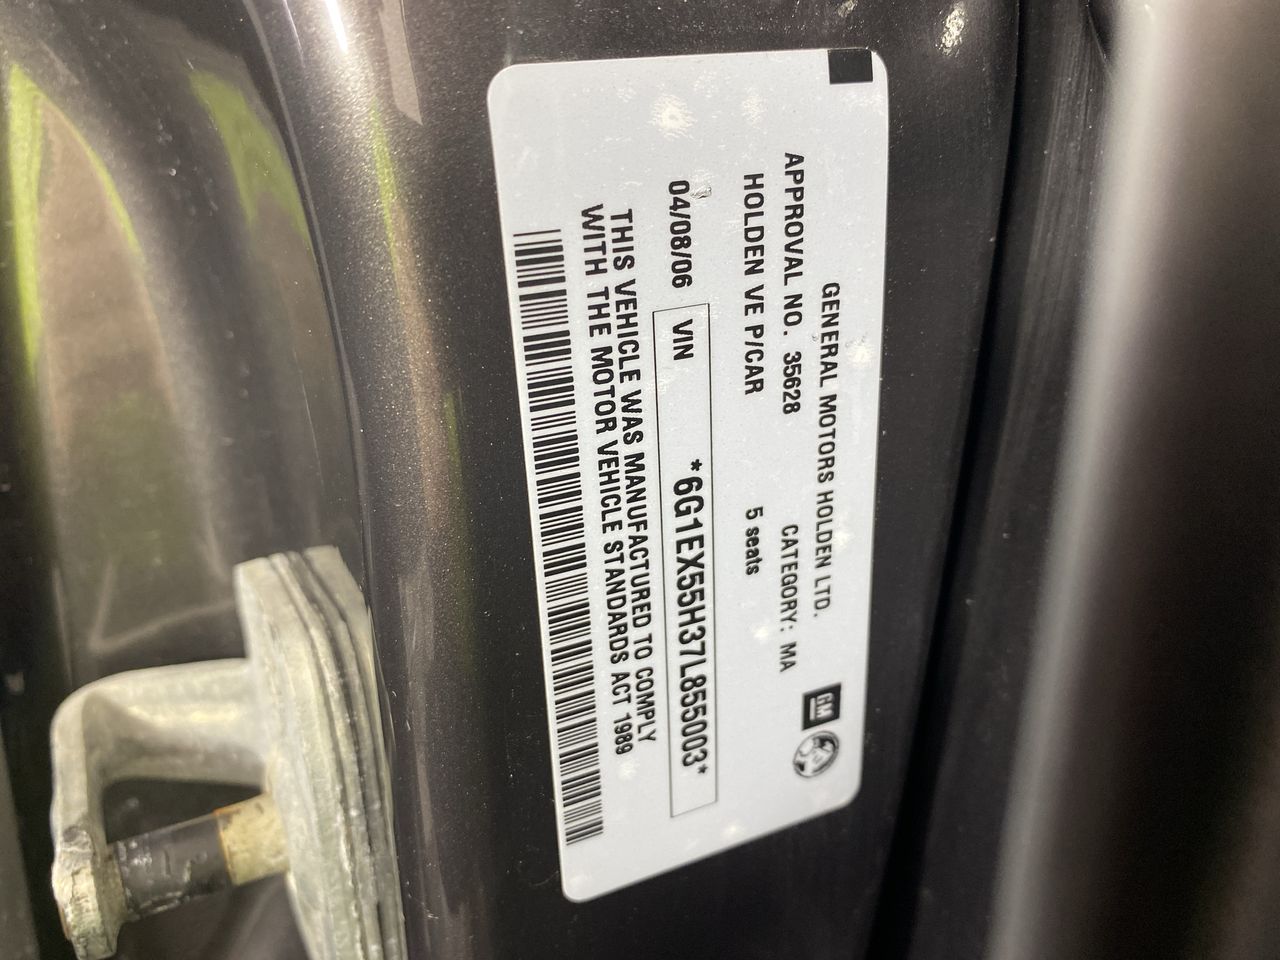 GENERAL MOTORS HOLDEN LTD.
APPROVAL NO. 35628 CATEGORY: MA
HOLDEN VE P/CAR 5 seats
04/08/06 VIN *6G1EX55H37L855003*
THIS VEHICLE WAS MANUFACTURED TO COMPLY
WITH THE MOTOR VEHICLE STANDARDS ACT 1989
GM